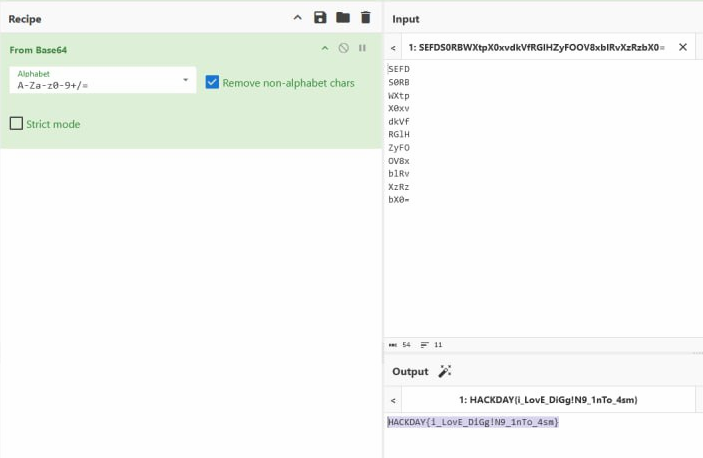 Recipe
From Base64
Alphabet
A-Za-z0-9+/=
Remove non-alphabet chars
Strict mode
Input
< 1: SEFDS0RBWXtpX0xvdkVfRGlHZyFOOV8xblRvXzRzbX0= ✕
SEFD
S0RB
WXtp
X0xv
dkVf
RGlH
ZyFO
OV8x
blRv
XzRz
bX0=
54 11
Output
< 1: HACKDAY{i_LovE_DiGg!N9_1nTo_4sm}
HACKDAY{i_LovE_DiGg!N9_1nTo_4sm}